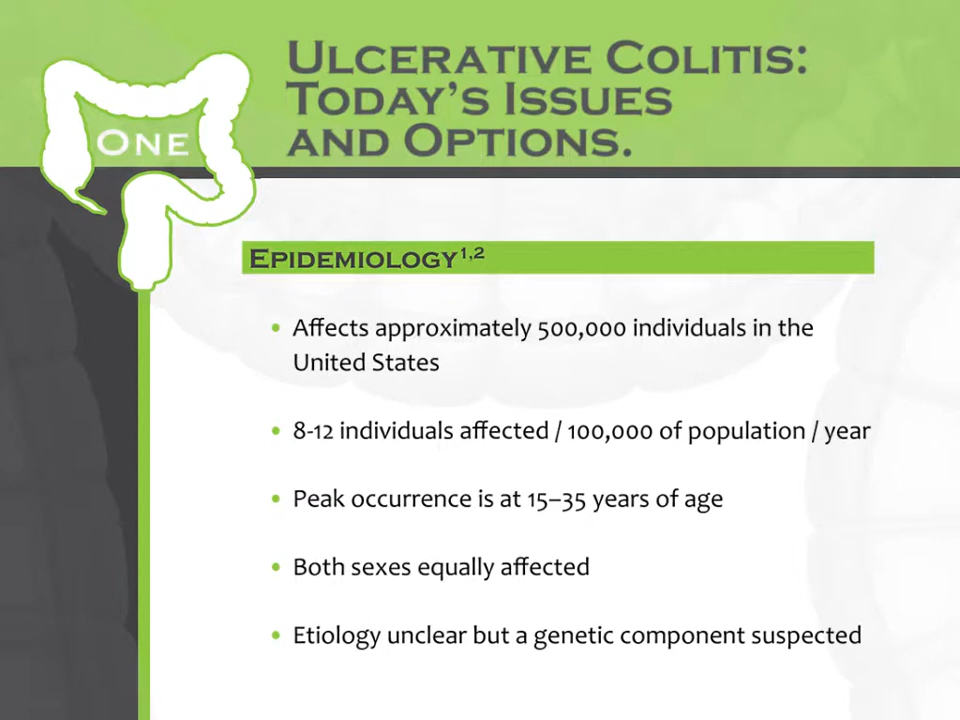 One
Ulcerative Colitis:
Today's Issues
and Options.
Epidemiology1,2
• Affects approximately 500,000 individuals in the
United States
• 8-12 individuals affected / 100,000 of population / year
• Peak occurrence is at 15–35 years of age
• Both sexes equally affected
• Etiology unclear but a genetic component suspected